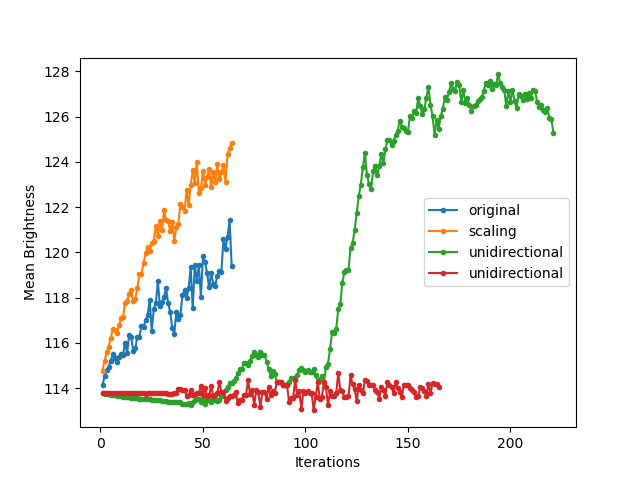 128
126
124
122
120
118
116
114
Mean Brightness
original
scaling
unidirectional
unidirectional
0
50
100
150
200
Iterations